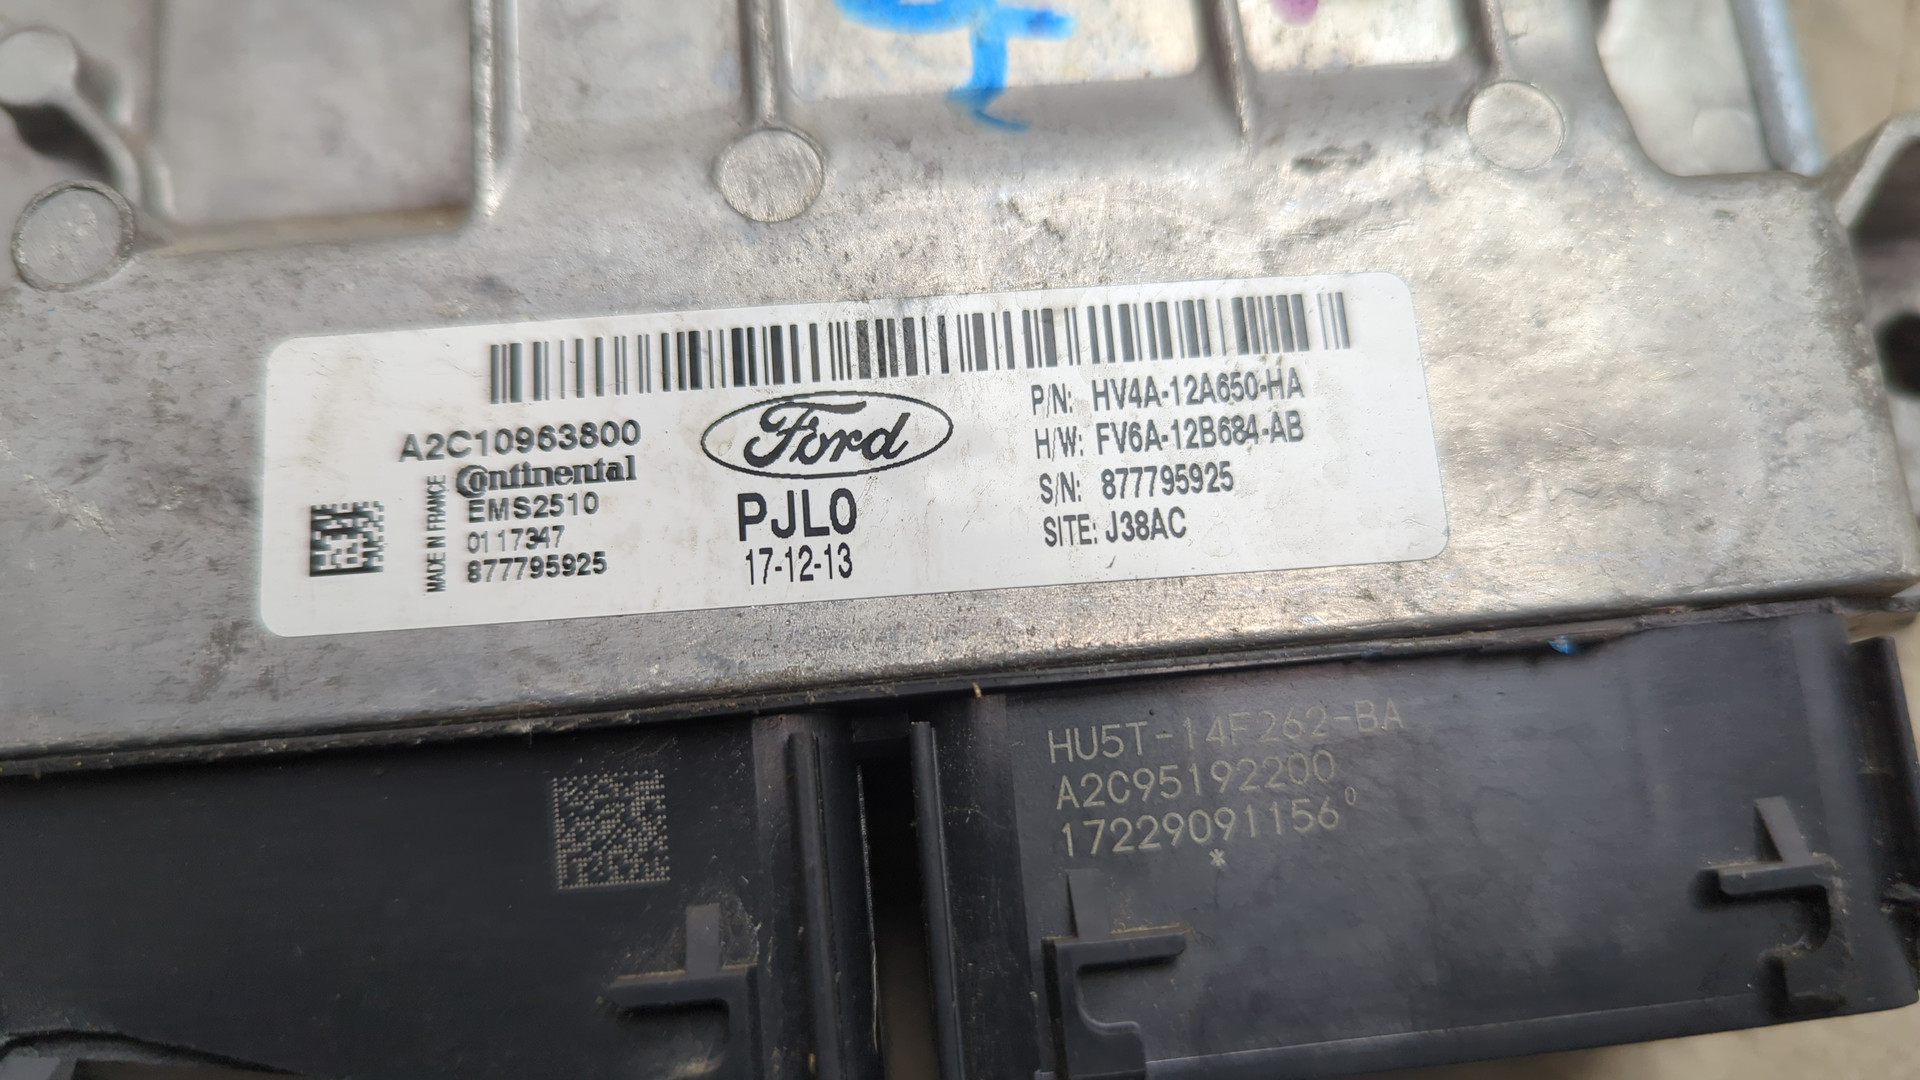 A2C10963800
Continental
EMS2510
0117347
877795925
MADE IN FRANCE
Ford
PJL0
17-12-13
P/N: HV4A-12A650-HA
H/W: FV6A-12B684-AB
S/N: 877795925
SITE: J38AC
HU5T-14F262-BA
A2C95192200
17229091156⁰
*